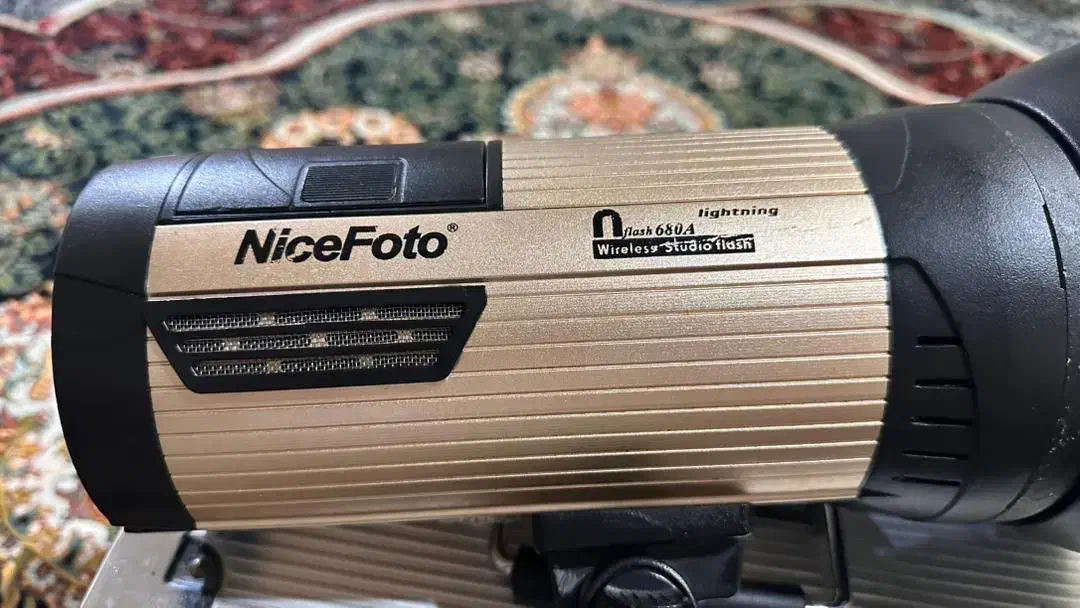 NiceFoto®
lightning
n flash 680A
Wireless Studio flash